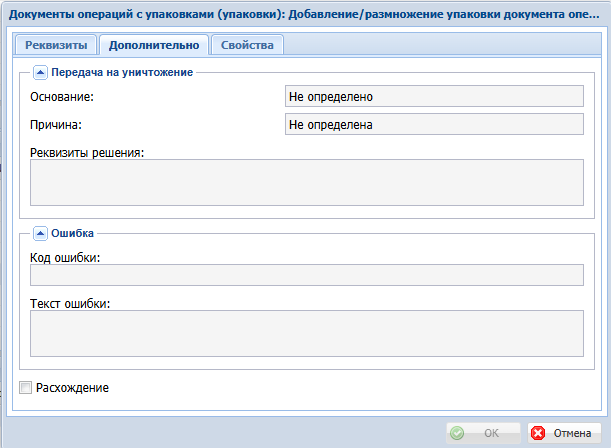 Документы операций с упаковками (упаковки): Добавление/размножение упаковки документа опе...
Реквизиты Дополнительно Свойства
Передача на уничтожение
Основание: Не определено
Причина: Не определена
Реквизиты решения:
Ошибка
Код ошибки:
Текст ошибки:
Расхождение
ОК Отмена